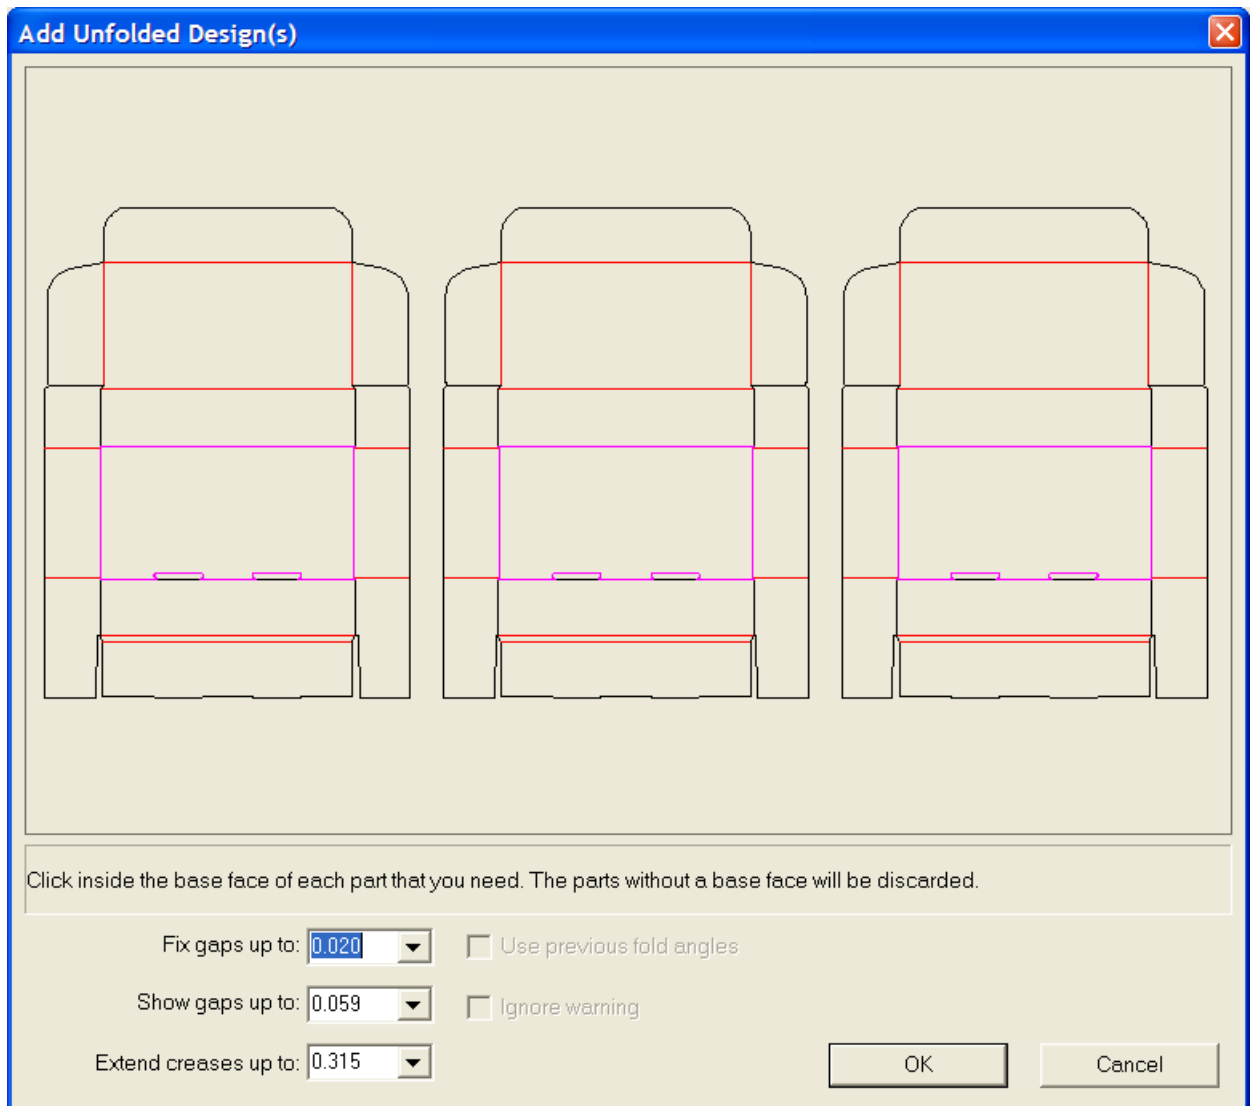 Add Unfolded Design(s)
Click inside the base face of each part that you need. The parts without a base face will be discarded.
Fix gaps up to: 0.020 Use previous fold angles
Show gaps up to: 0.059 Ignore warning
Extend creases up to: 0.315 OK Cancel